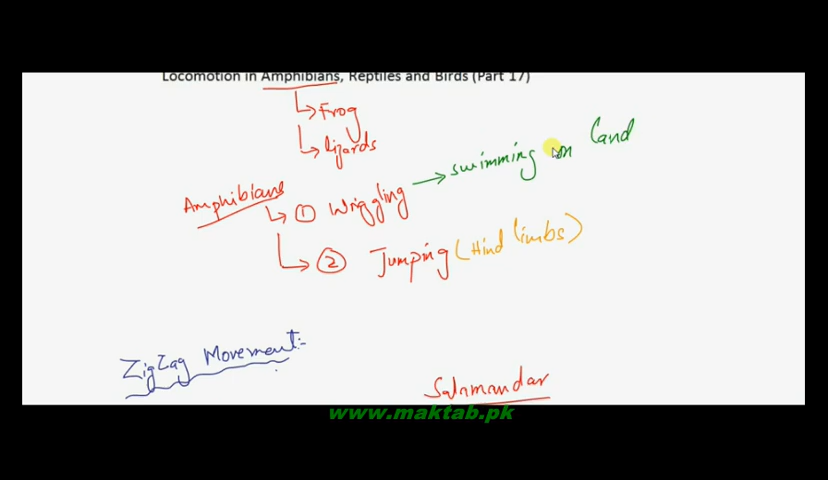 Locomotion in Amphibians, Reptiles and Birds (Part 17)
Frog
lizards
Amphibians
① Wriggling → swimming on land
② Jumping (Hind limbs)
ZigZag Movement:-
Salamandar
www.maktab.pk